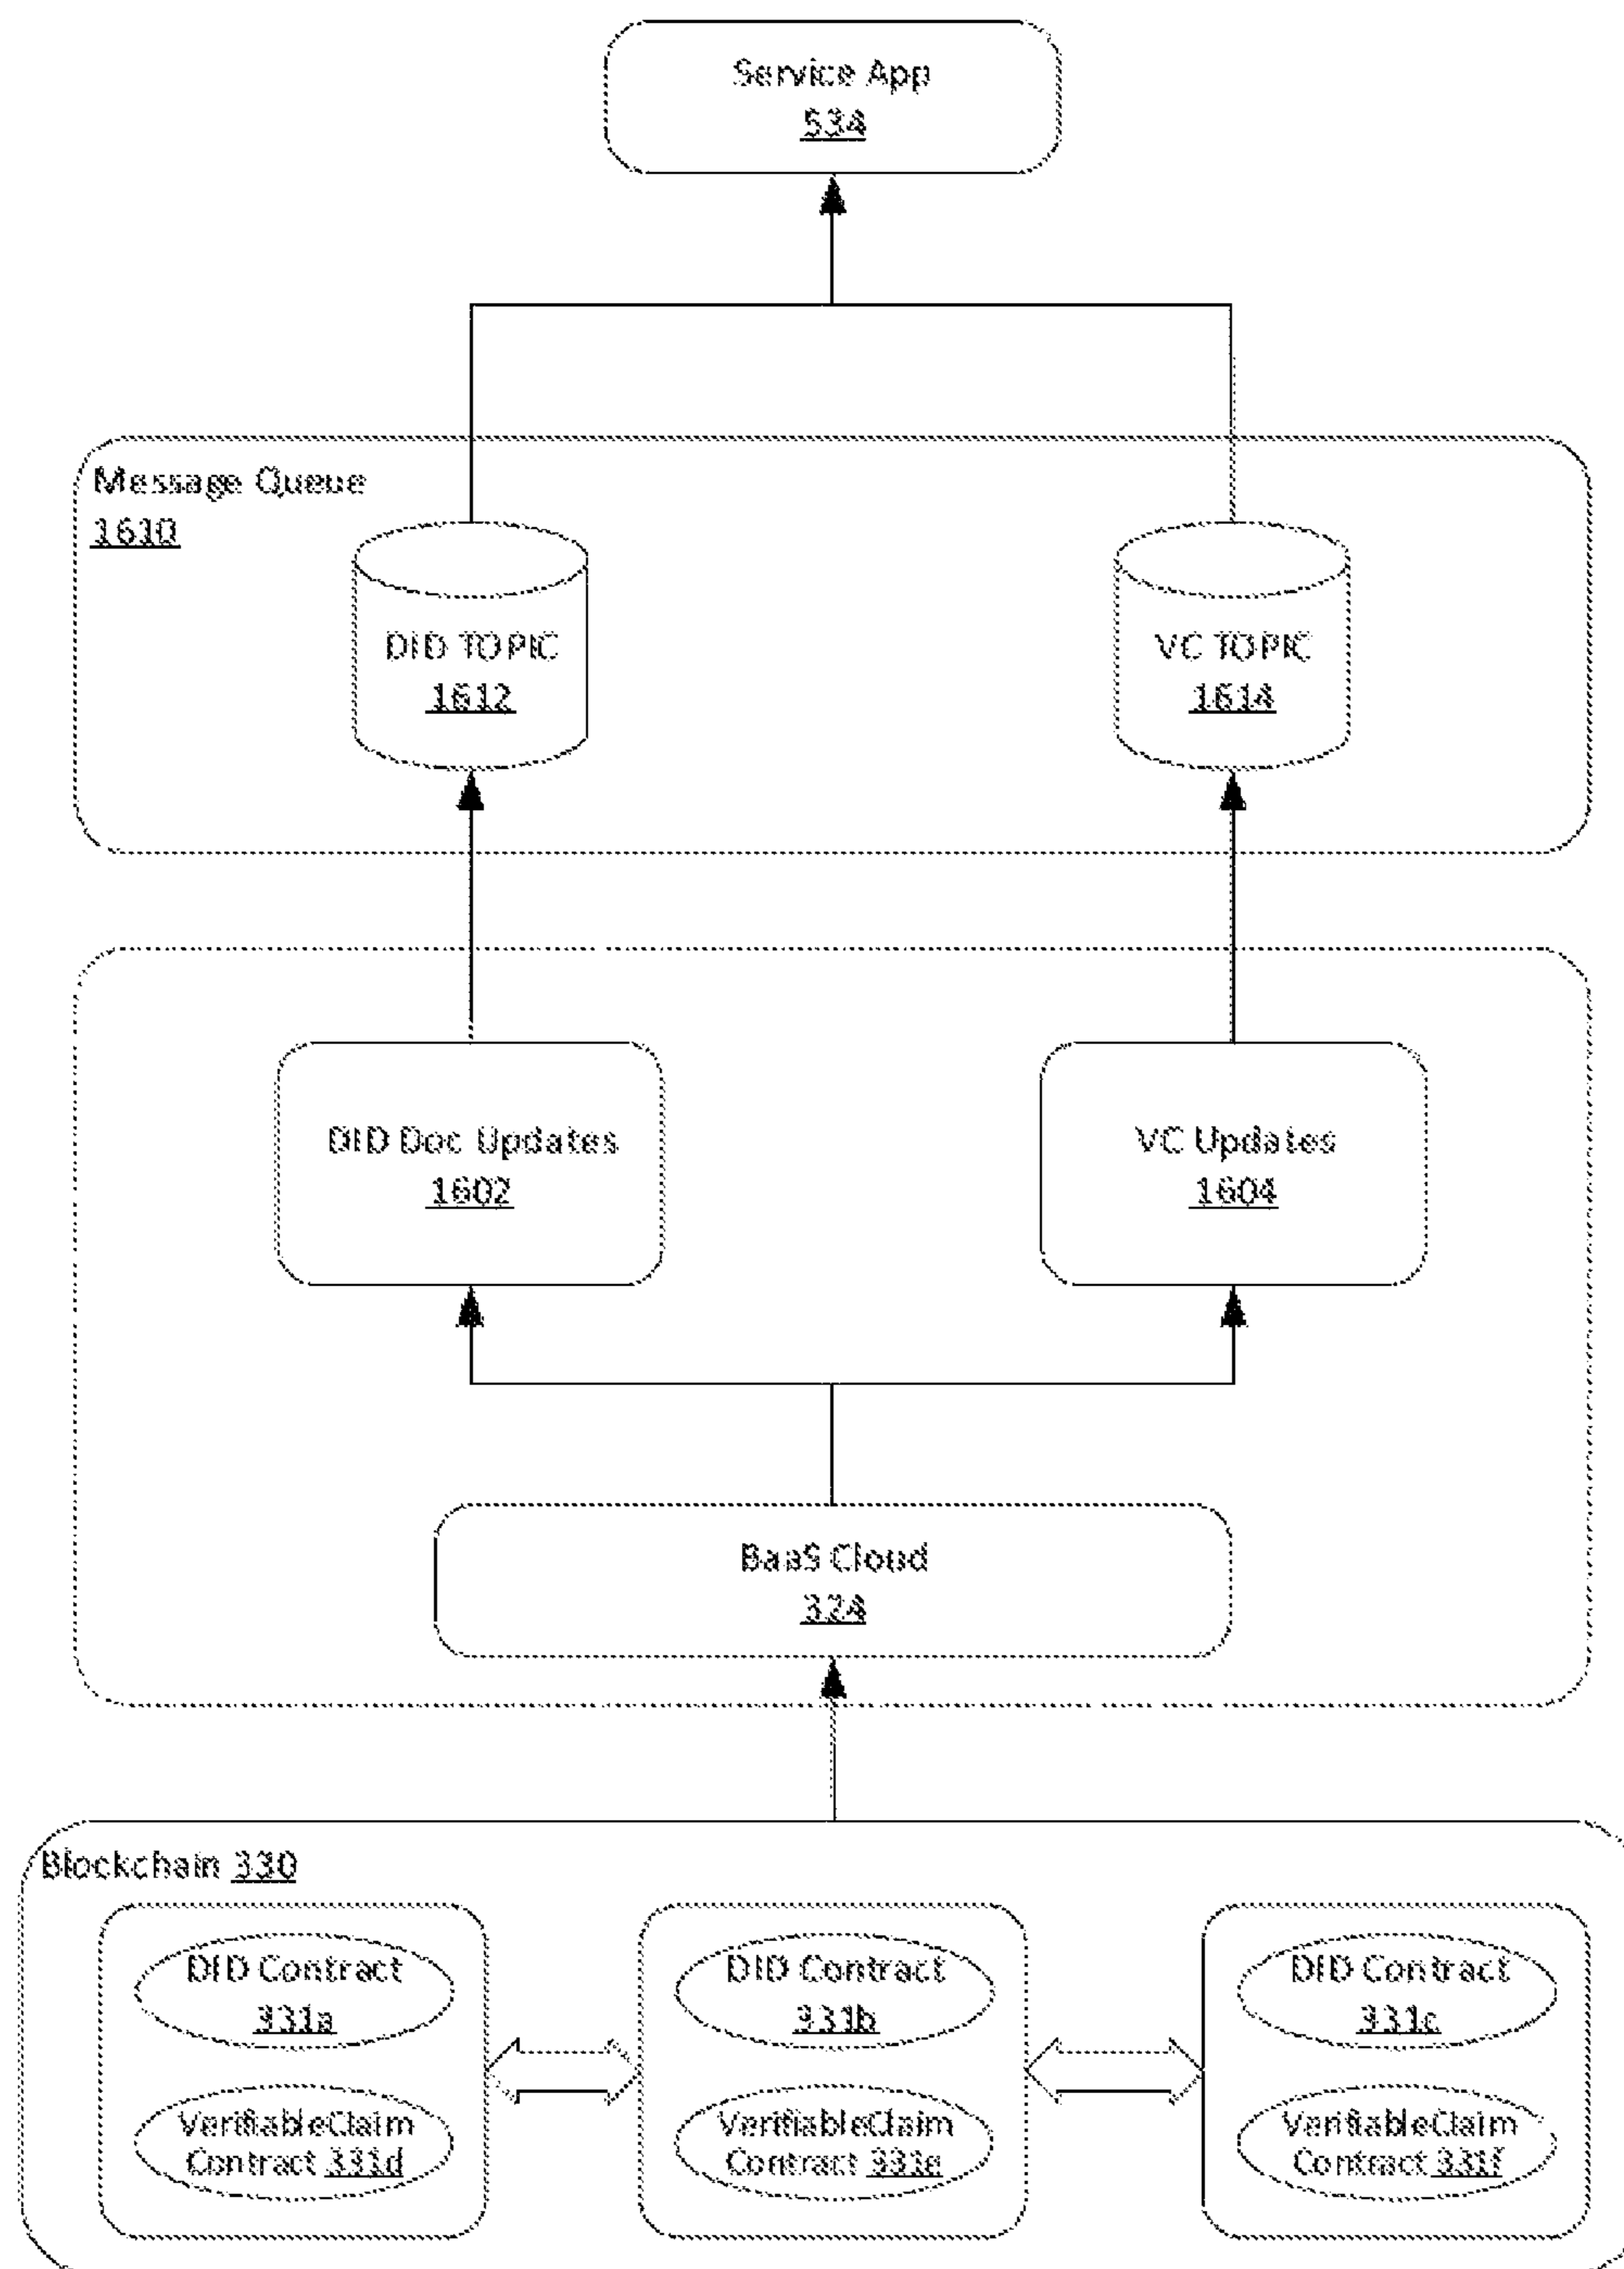 Service App
534
Message Queue
1610
DID TOPIC
1612
VC TOPIC
1614
DID Doc Updates
1602
VC Updates
1604
BaaS Cloud
324
Blockchain 330
DID Contract
331a
DID Contract
331b
DID Contract
331c
VerifiableClaim
Contract 331d
VerifiableClaim
Contract 331e
VerifiableClaim
Contract 331f